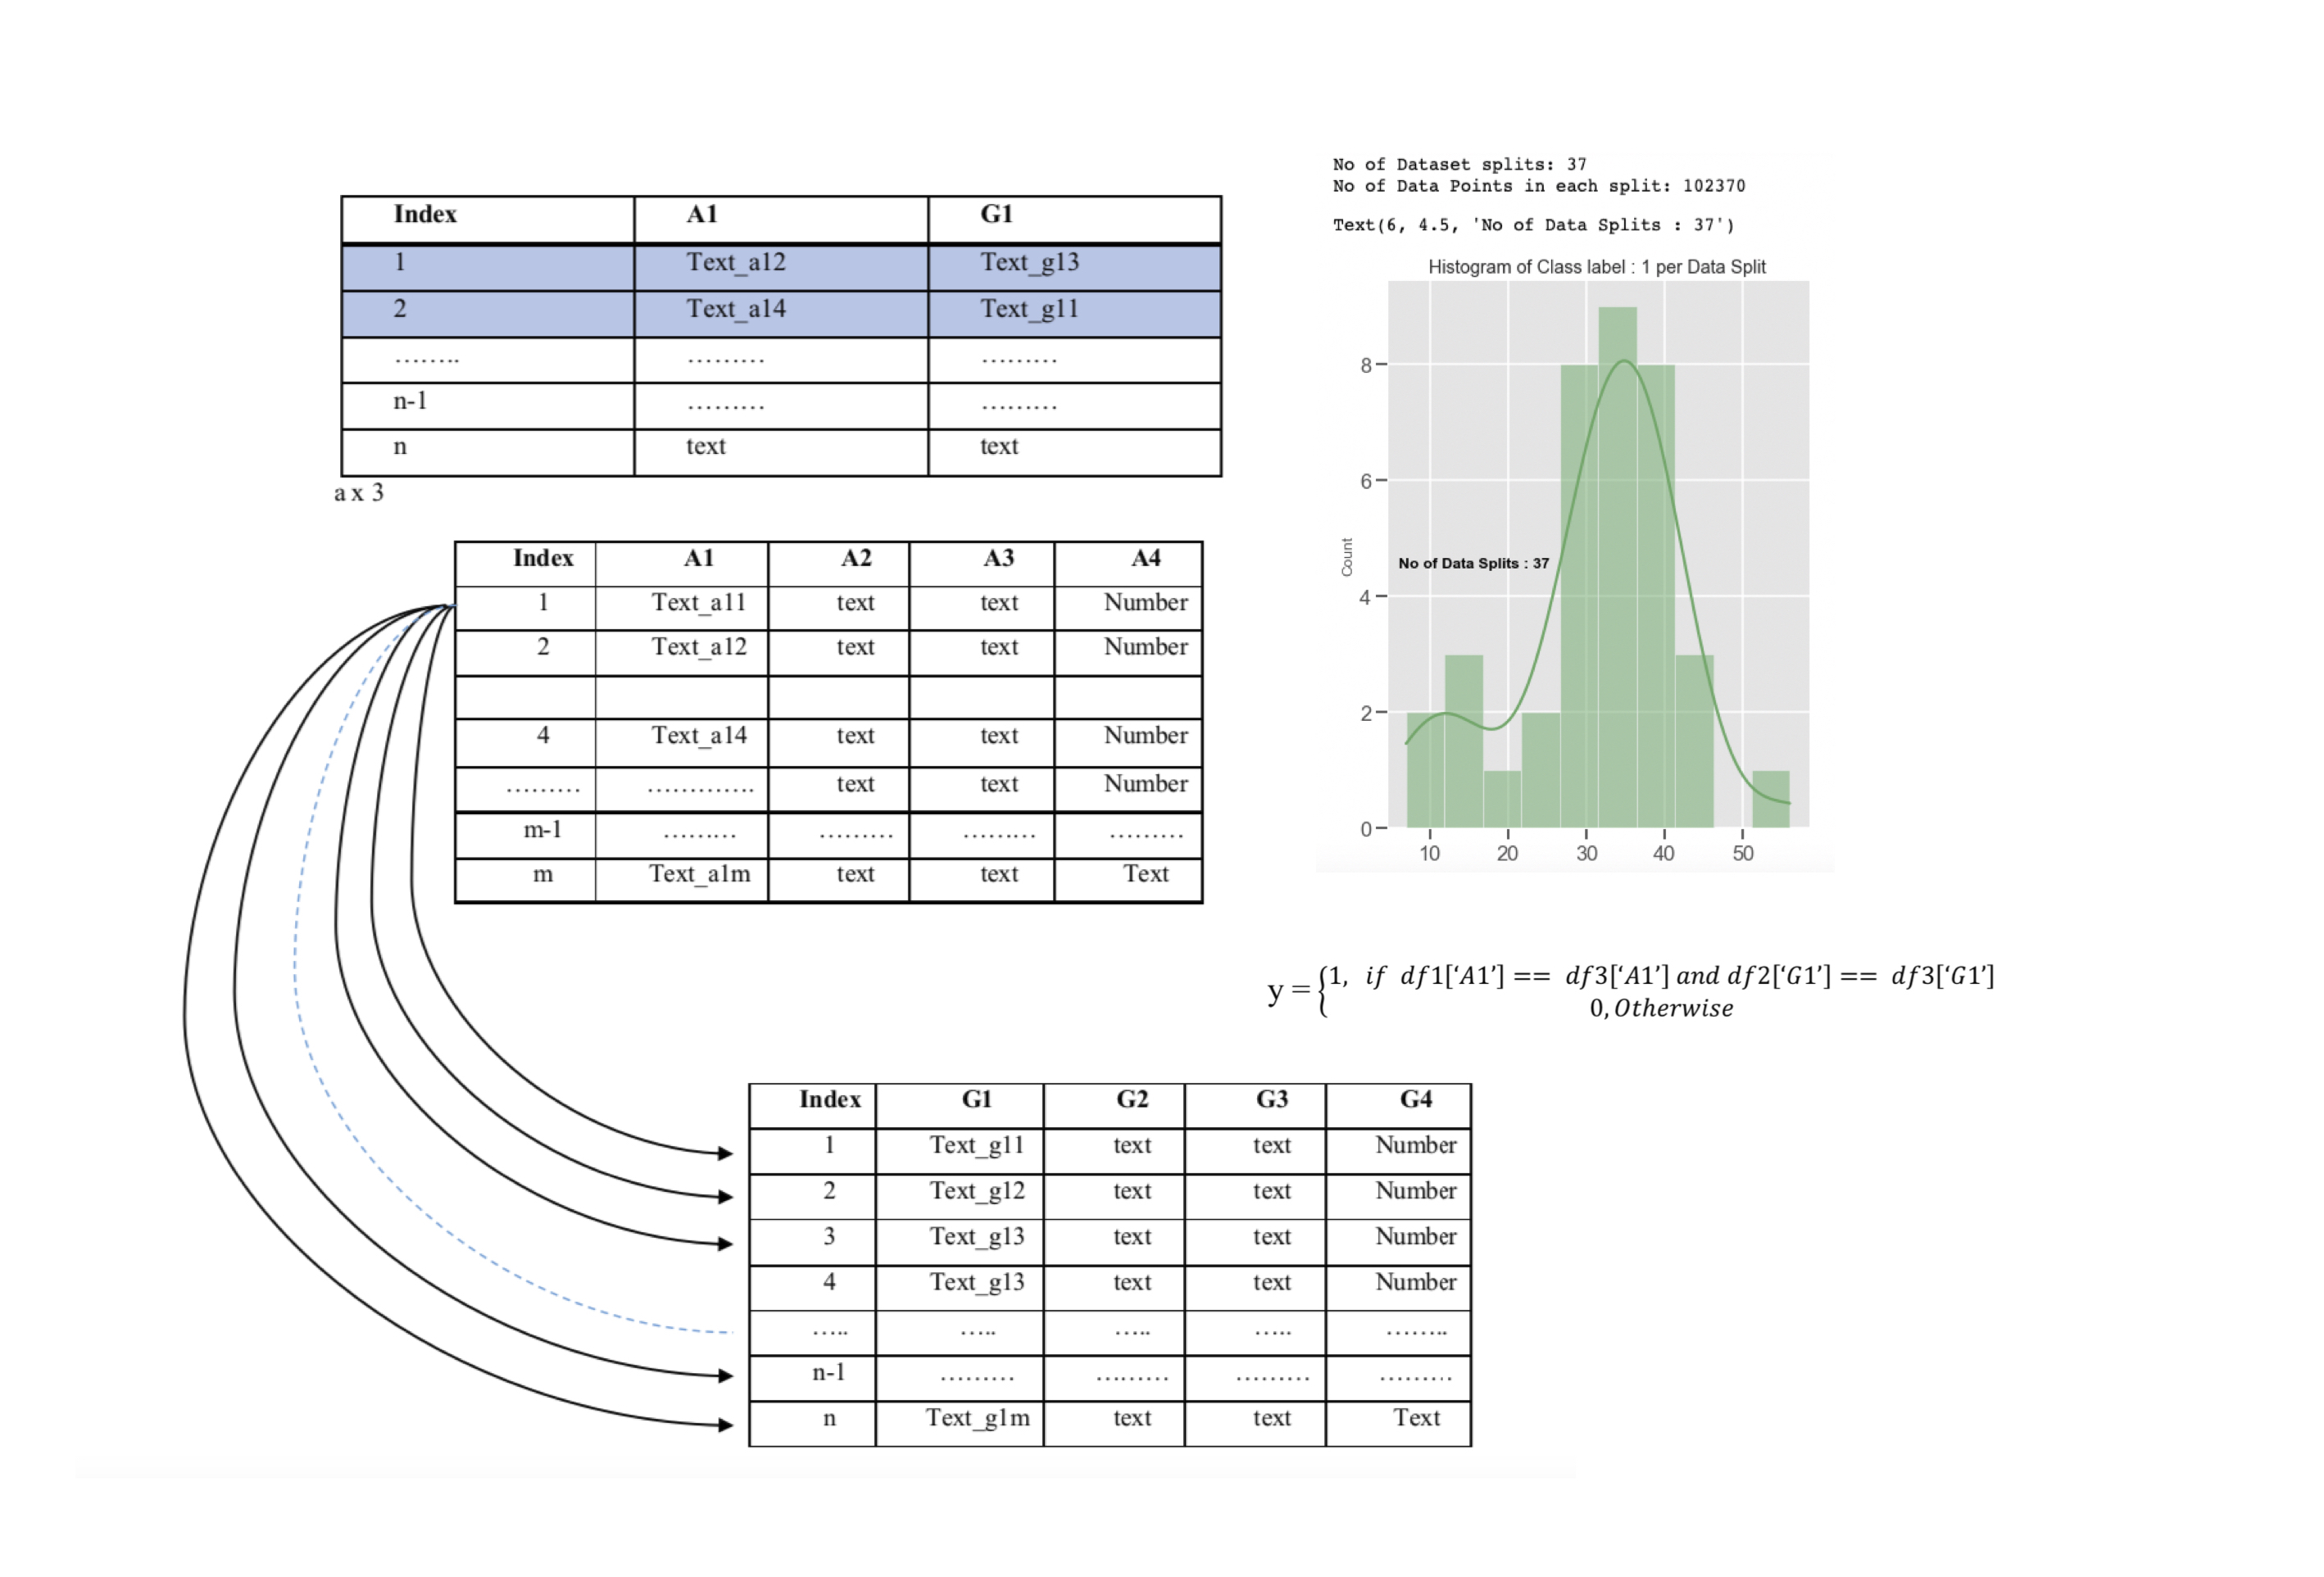 Index A1 G1
1 Text_a12 Text_g13
2 Text_a14 Text_g11
........ ......... .........
n-1 ......... .........
n text text
a x 3
No of Dataset splits: 37
No of Data Points in each split: 102370
Text(6, 4.5, 'No of Data Splits : 37')
Histogram of Class label : 1 per Data Split
8
6
Count
No of Data Splits : 37
4
2
0
10 20 30 40 50
Index A1 A2 A3 A4
1 Text_a11 text text Number
2 Text_a12 text text Number
4 Text_a14 text text Number
......... ............. text text Number
m-1 ......... ......... ......... .........
m Text_a1m text text Text
y = {1, if df1[‘A1’] == df3[‘A1’] and df2[‘G1’] == df3[‘G1’]
0, Otherwise
Index G1 G2 G3 G4
1 Text_g11 text text Number
2 Text_g12 text text Number
3 Text_g13 text text Number
4 Text_g13 text text Number
..... ..... ..... ..... ........
n-1 ......... ......... ......... .........
n Text_g1m text text Text